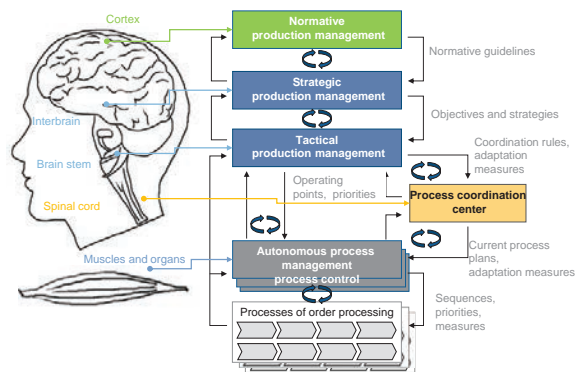 Cortex
Normative
production management
Normative guidelines
Strategic
production management
Interbrain
Objectives and strategies
Tactical
production management
Brain stem
Coordination rules,
adaptation
measures
Operating
points, priorities
Spinal cord
Process coordination
center
Muscles and organs
Autonomous process
management
process control
Current process
plans,
adaptation measures
Sequences,
priorities,
measures
Processes of order processing